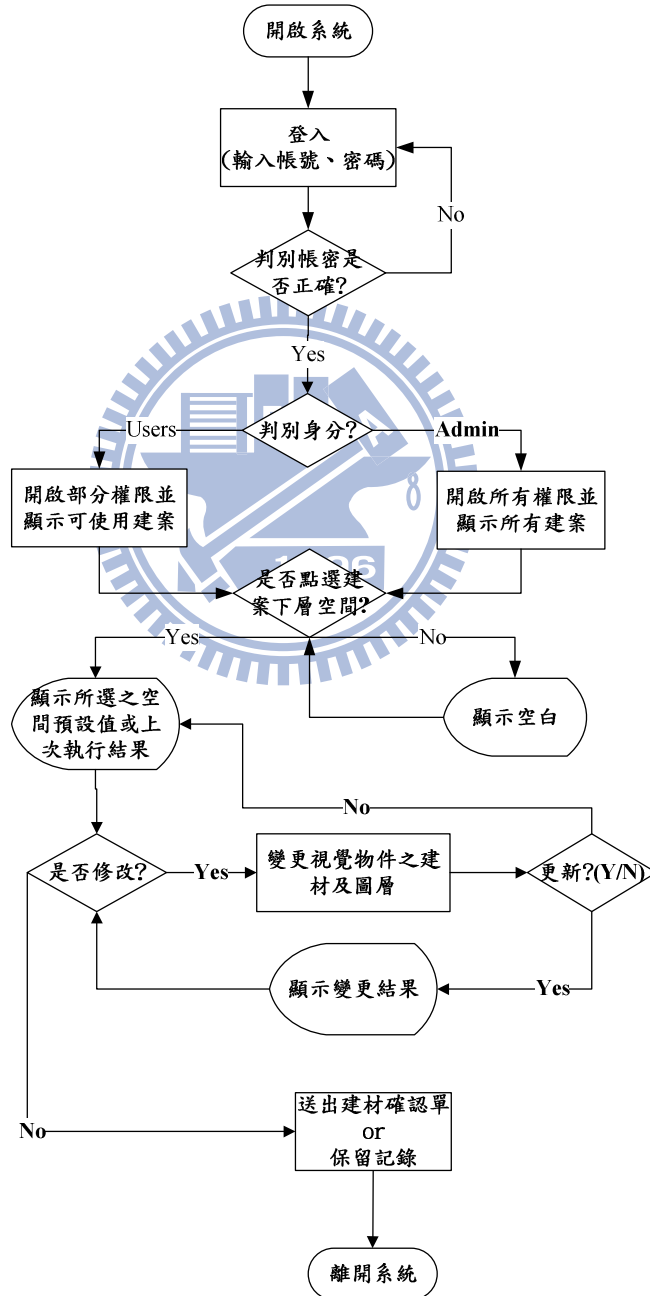 開啟系統
登入
(輸入帳號、密碼)
No
判別帳密是
否正確?
Yes
Users
判別身分?
Admin
開啟部分權限並
顯示可使用建案
開啟所有權限並
顯示所有建案
是否點選建
案下層空間?
Yes
No
顯示所選之空
間預設值或上
次執行結果
顯示空白
No
是否修改?
Yes
變更視覺物件之建
材及圖層
更新?(Y/N)
顯示變更結果
Yes
No
送出建材確認單
or
保留記錄
離開系統